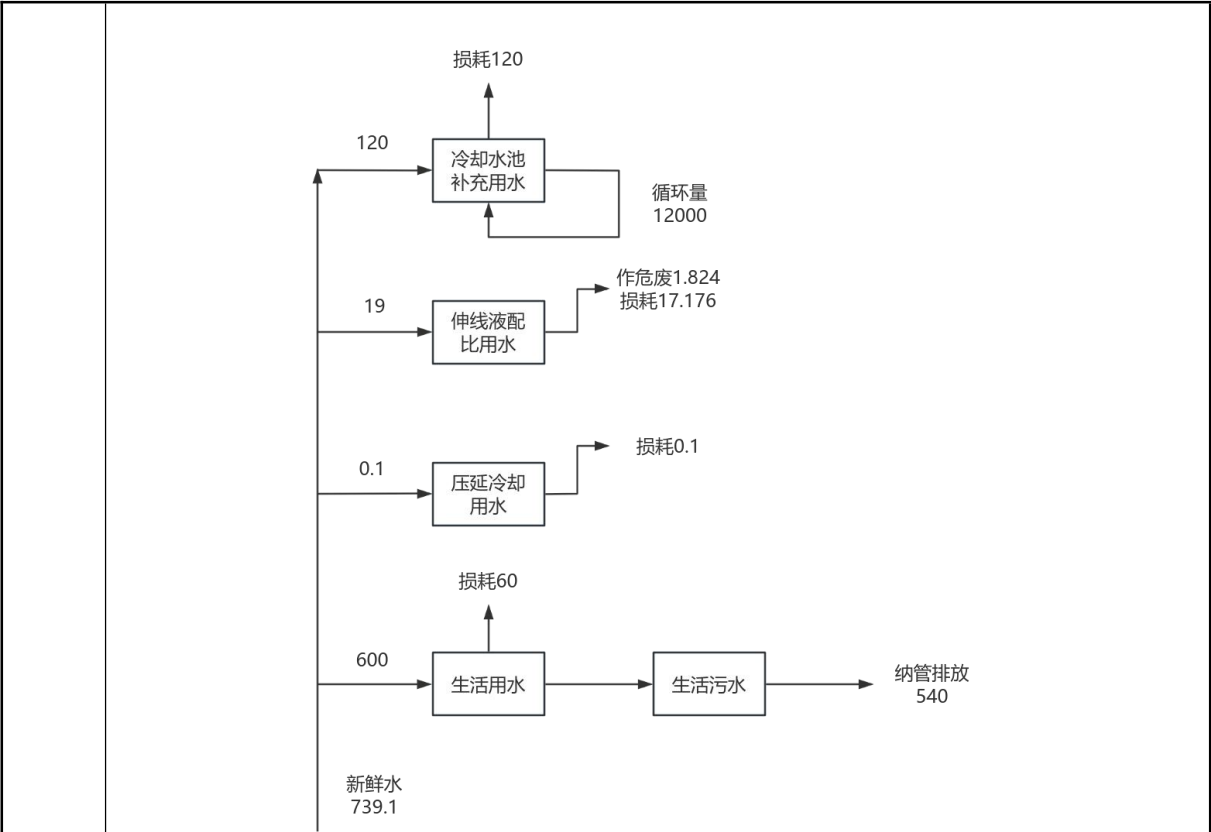 损耗120
120
冷却水池
补充用水
循环量
12000
作危废1.824
损耗17.176
19
伸线液配
比用水
损耗0.1
0.1
压延冷却
用水
损耗60
600
生活用水
生活污水
纳管排放
540
新鲜水
739.1